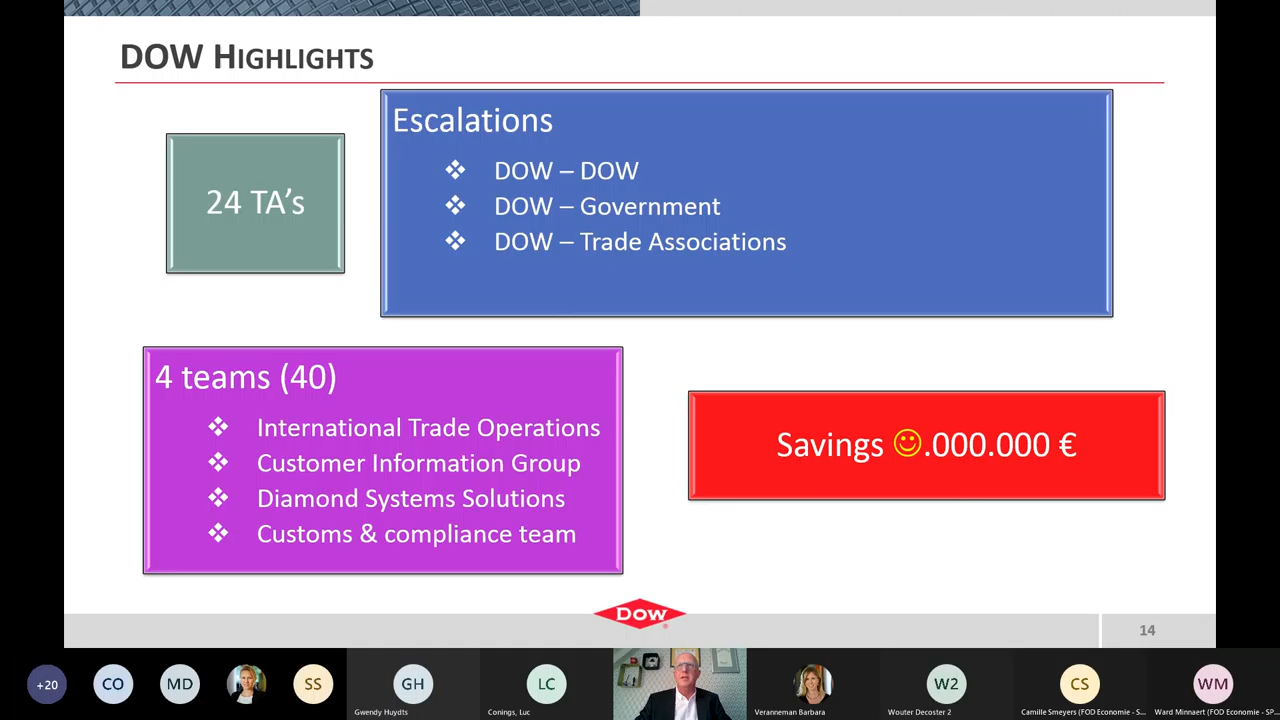 DOW HIGHLIGHTS
24 TA’s
Escalations
DOW – DOW
DOW – Government
DOW – Trade Associations
4 teams (40)
International Trade Operations
Customer Information Group
Diamond Systems Solutions
Customs & compliance team
Savings ☺.000.000 €
Dow
14
+20
CO
MD
SS
GH
LC
W2
CS
WM
Gwendy Huydts
Conings, Luc
Veranneman Barbara
Wouter Decoster 2
Camille Smeyers (FOD Economie - S...
Ward Minnaert (FOD Economie - SP...